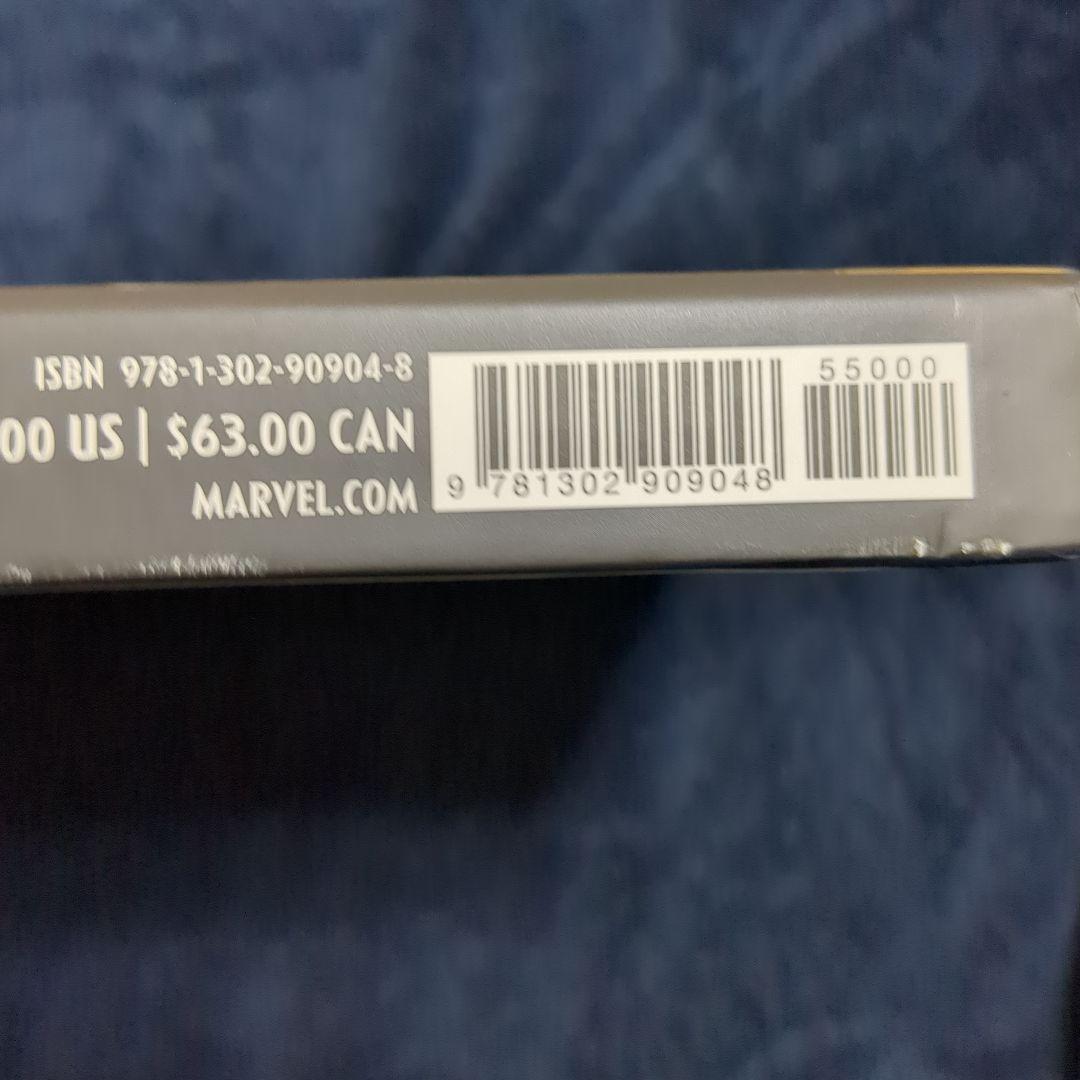 ISBN 978-1-302-90904-8
00 US | $63.00 CAN
MARVEL.COM
55000
9 781302 909048